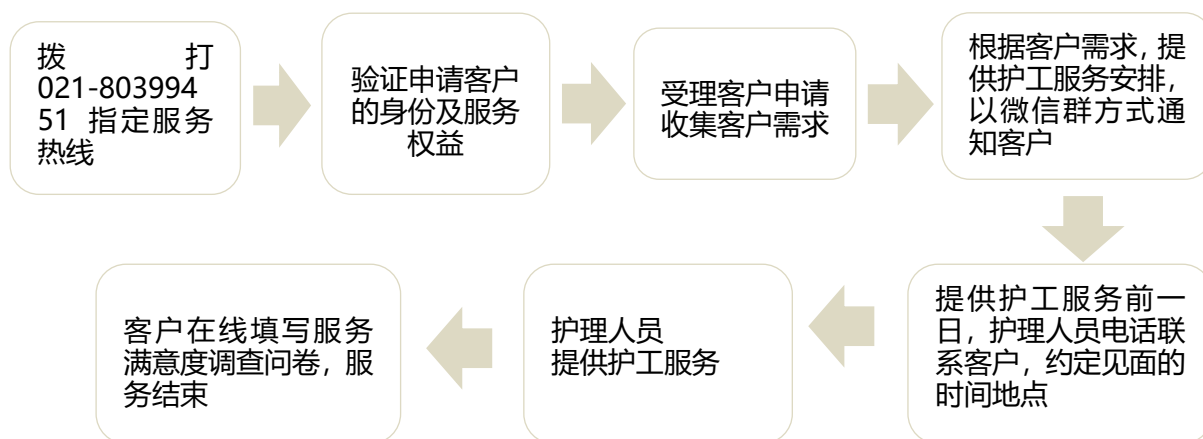 拨打
021-803994
51 指定服务
热线
验证申请客户
的身份及服务
权益
受理客户申请
收集客户需求
根据客户需求，提
供护工服务安排，
以微信群方式通
知客户
提供护工服务前一
日，护理人员电话联
系客户，约定见面的
时间地点
护理人员
提供护工服务
客户在线填写服务
满意度调查问卷，服
务结束